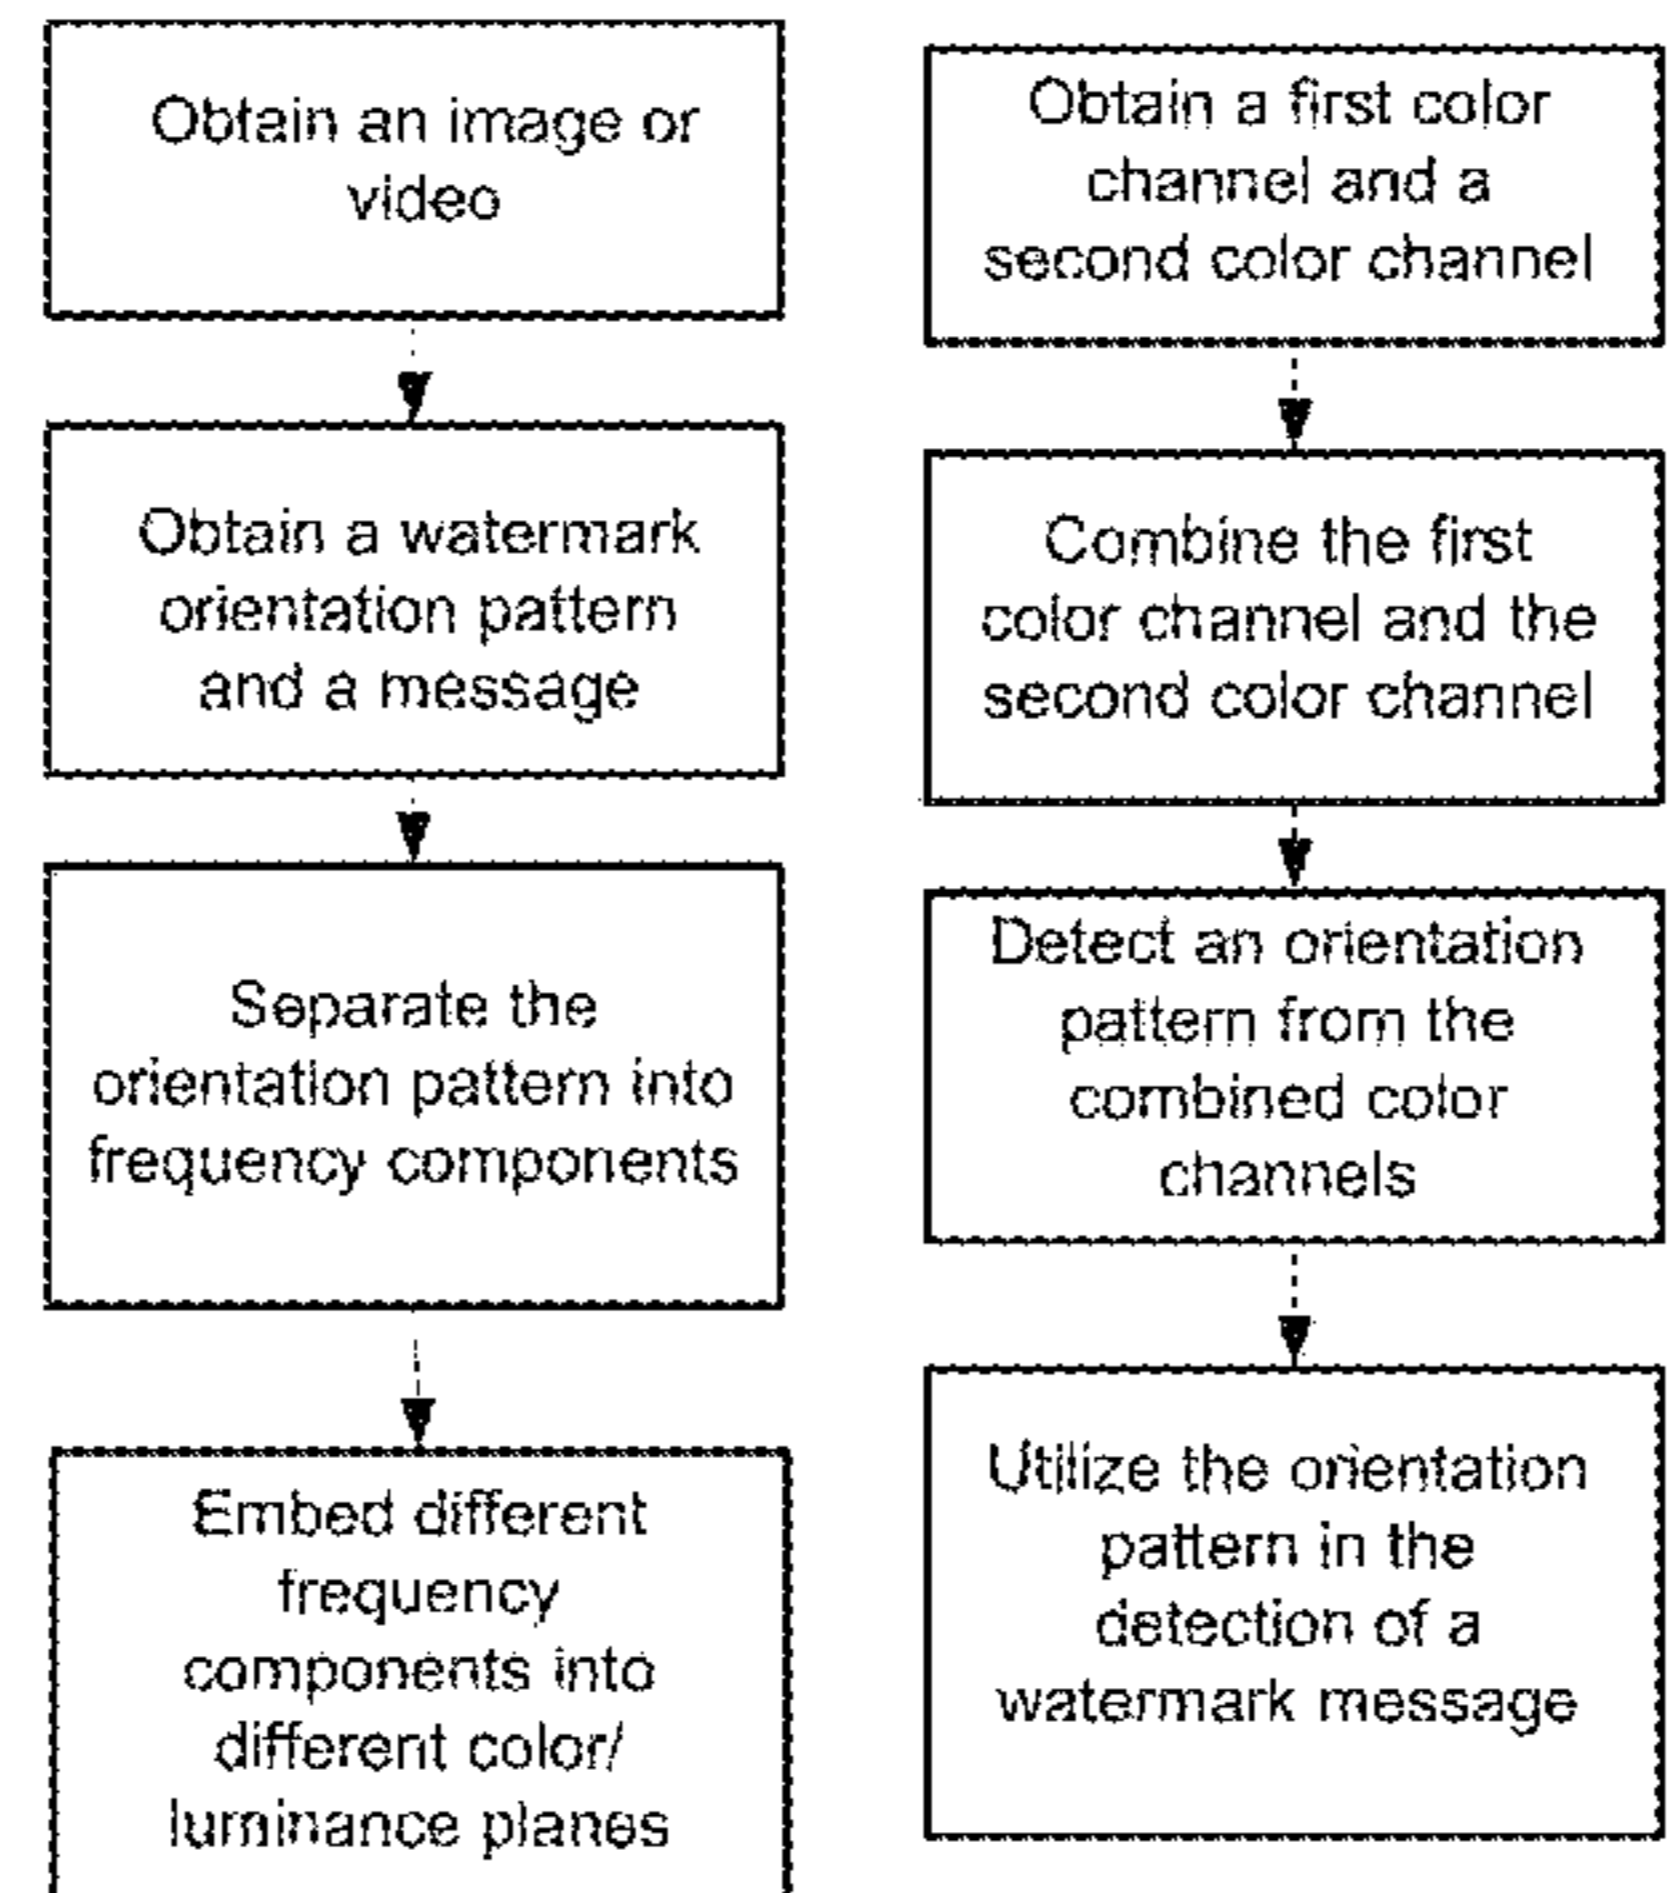 Obtain an image or
video
Obtain a watermark
orientation pattern
and a message
Separate the
orientation pattern into
frequency components
Embed different
frequency
components into
different color/
luminance planes
Obtain a first color
channel and a
second color channel
Combine the first
color channel and the
second color channel
Detect an orientation
pattern from the
combined color
channels
Utilize the orientation
pattern in the
detection of a
watermark message